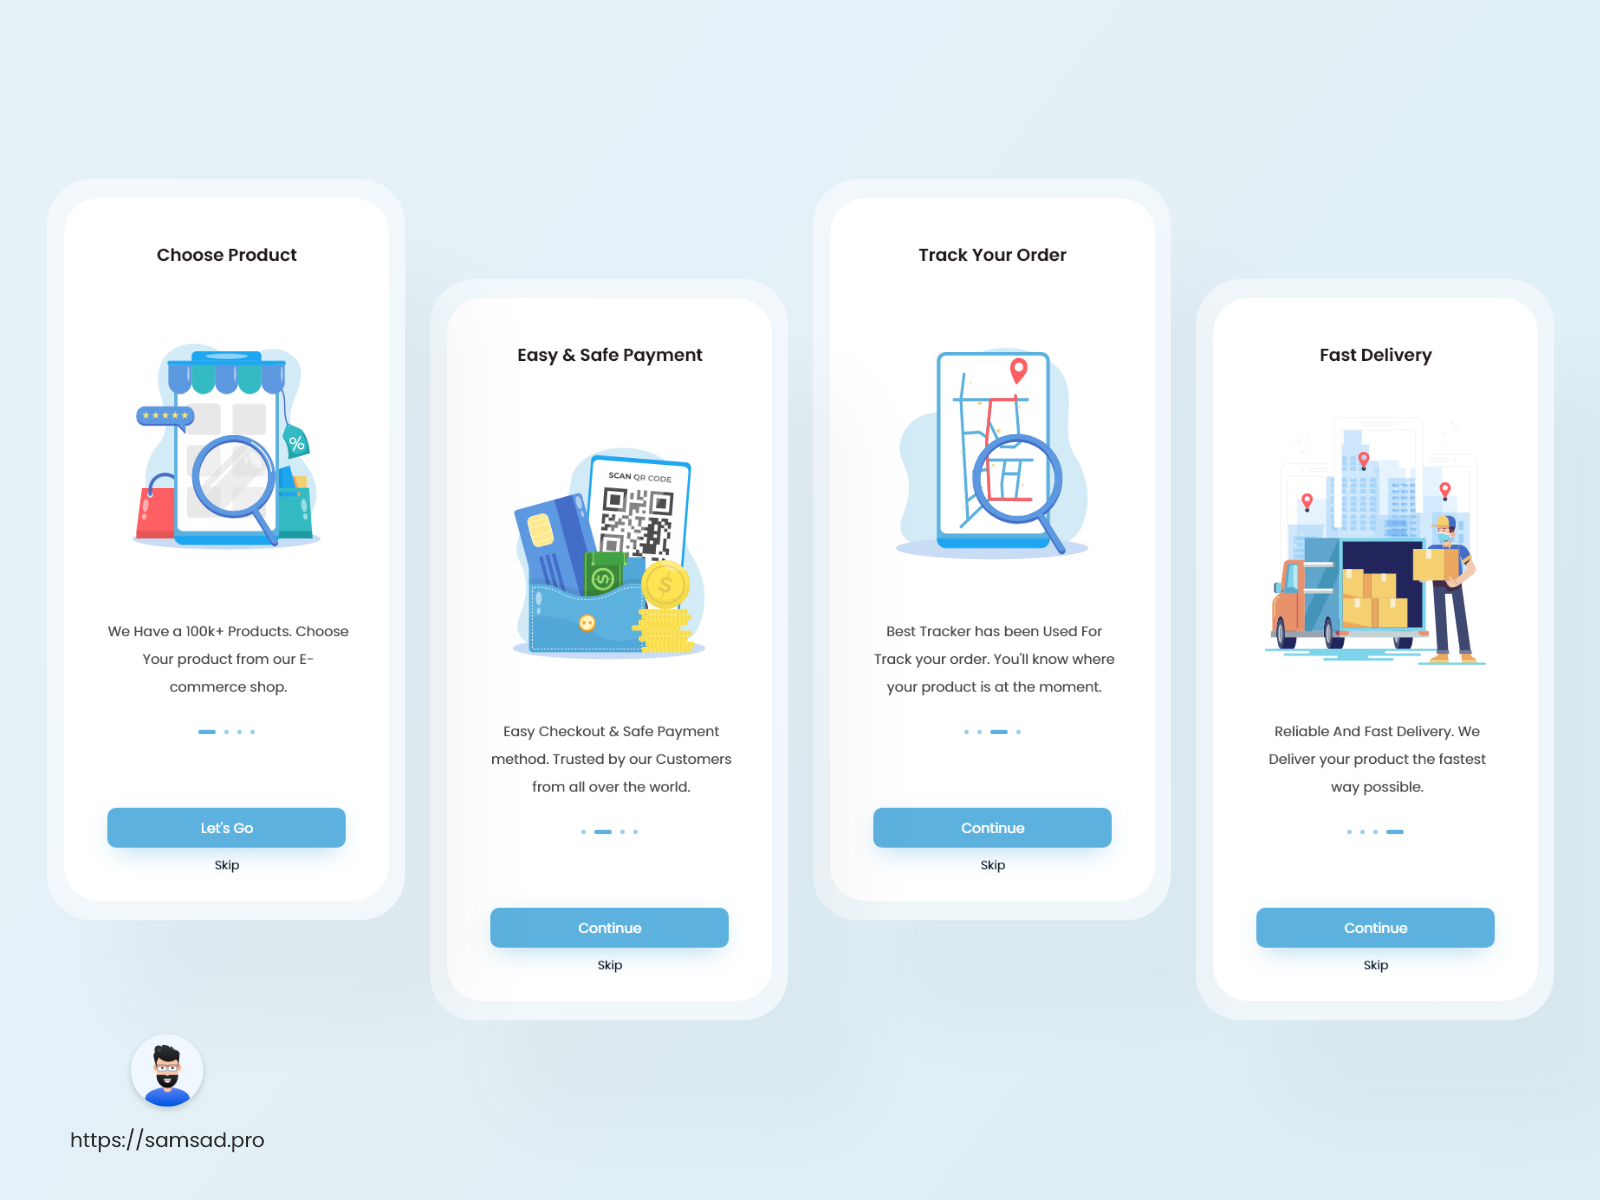 Choose Product
%
We Have a 100k+ Products. Choose
Your product from our E-
commerce shop.
Let's Go
Skip
Easy & Safe Payment
SCAN QR CODE
$
$
Easy Checkout & Safe Payment
method. Trusted by our Customers
from all over the world.
Continue
Skip
Track Your Order
Best Tracker has been Used For
Track your order. You'll know where
your product is at the moment.
Continue
Skip
Fast Delivery
Reliable And Fast Delivery. We
Deliver your product the fastest
way possible.
Continue
Skip
https://samsad.pro